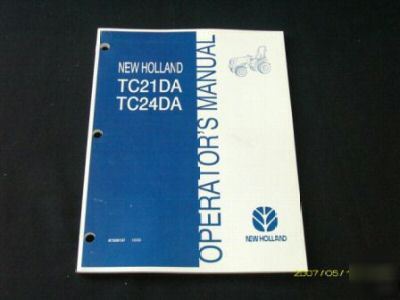 NEW HOLLAND
TC21DA
TC24DA
OPERATOR'S MANUAL
NEW HOLLAND